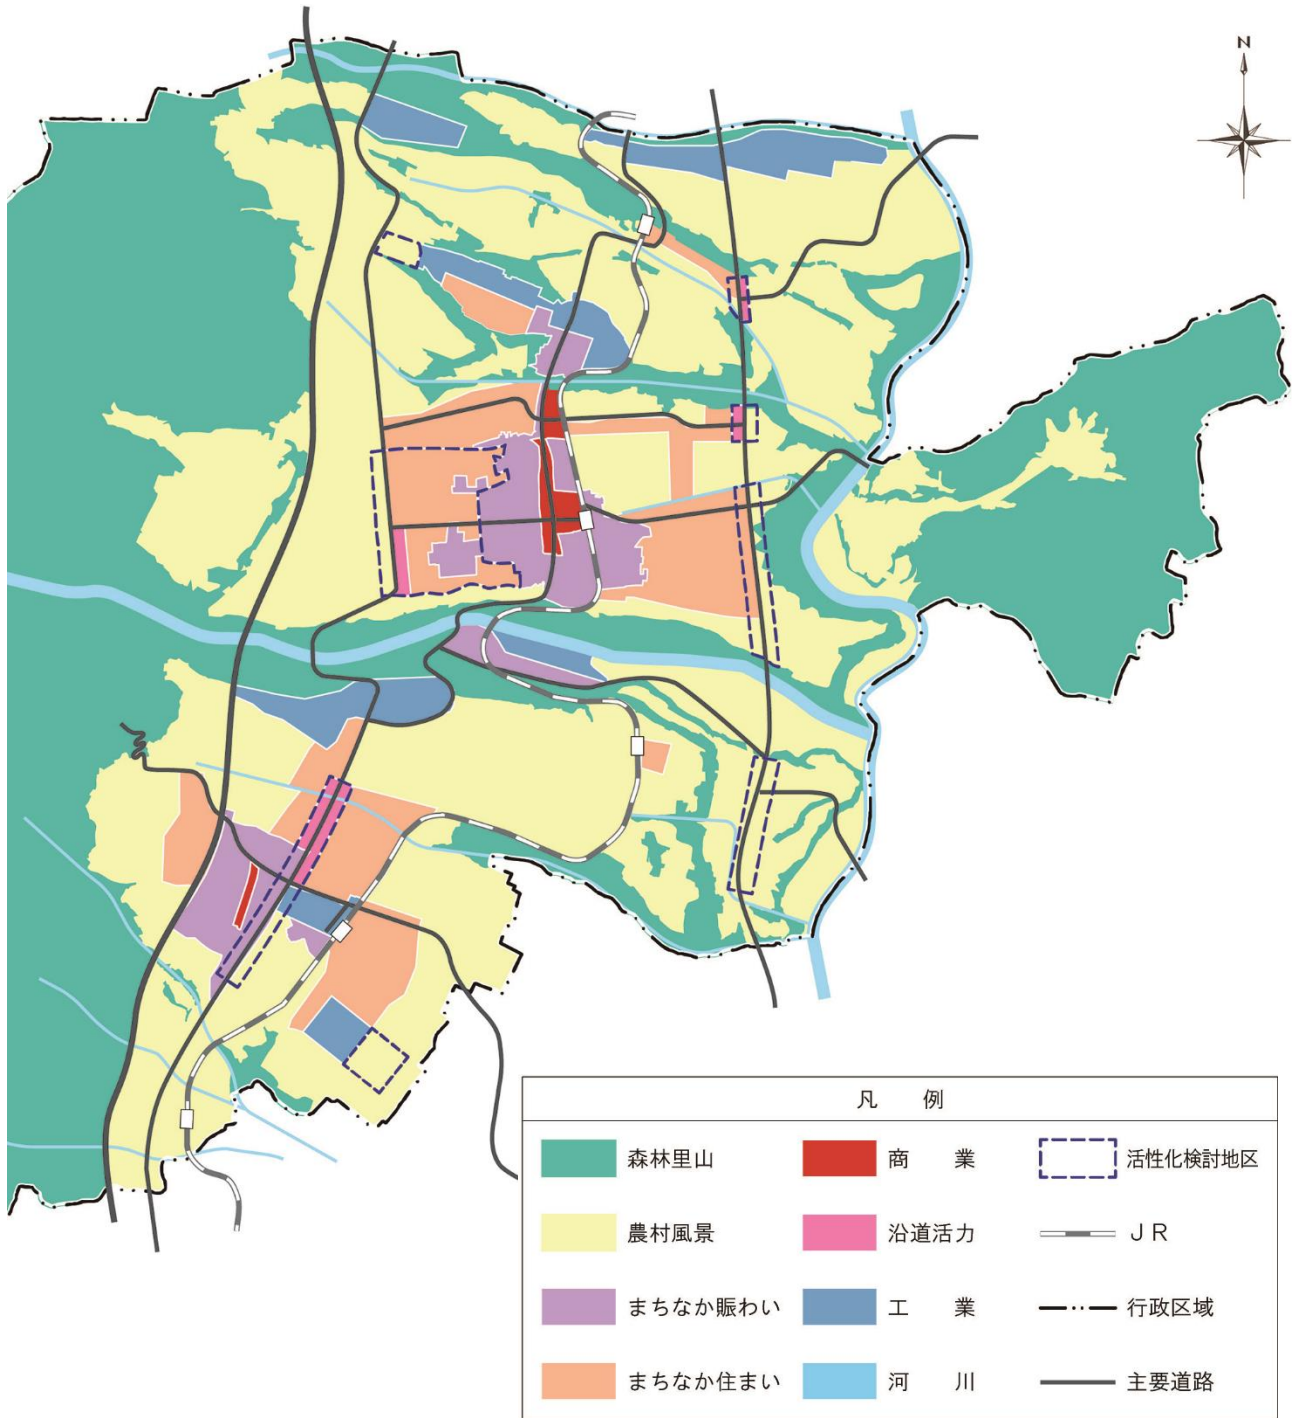 N
凡　例
森林里山
商　業
活性化検討地区
農村風景
沿道活力
ＪＲ
まちなか賑わい
工　業
行政区域
まちなか住まい
河　川
主要道路